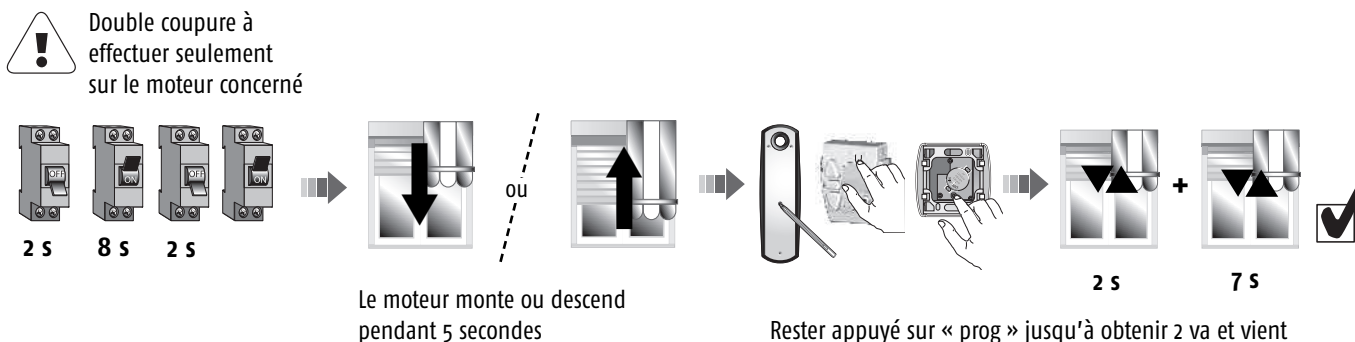 Double coupure à
effectuer seulement
sur le moteur concerné
OFF
ON
OFF
ON
2 s
8 s
2 s
ou
+
2 s
7 s
Le moteur monte ou descend
pendant 5 secondes
Rester appuyé sur « prog » jusqu'à obtenir 2 va et vient